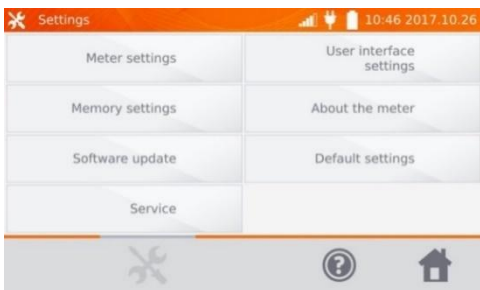 Settings
10:46 2017.10.26
Meter settings
User interface
settings
Memory settings
About the meter
Software update
Default settings
Service
?